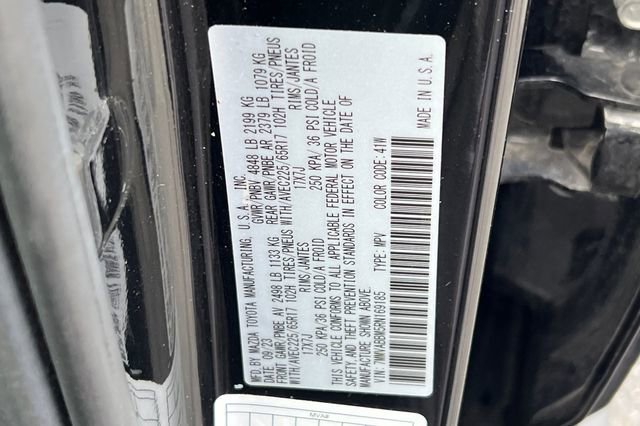 MFD. BY MAZDA TOYOTA MANUFACTURING, U.S.A., INC.
DATE: 09/23 GVWR/PNBV 4848 LB 2199 KG
FRONT GAWR/PNBE AV 2498 LB 1133 KG REAR GAWR/PNBE AR 2379 LB 1079 KG
WITH/AVEC225/65R17 102H TIRES/PNEUS WITH/AVEC225/65R17 102H TIRES/PNEUS
17X7J RIMS/JANTES 17X7J RIMS/JANTES
250 KPA/36 PSI COLD/A FROID 250 KPA/36 PSI COLD/A FROID
THIS VEHICLE CONFORMS TO ALL APPLICABLE FEDERAL MOTOR VEHICLE
SAFETY, AND THEFT PREVENTION STANDARDS IN EFFECT ON THE DATE OF
MANUFACTURE SHOWN ABOVE.
VIN: TYPE: MPV COLOR CODE: 41W
MADE IN U.S.A.
MVA#